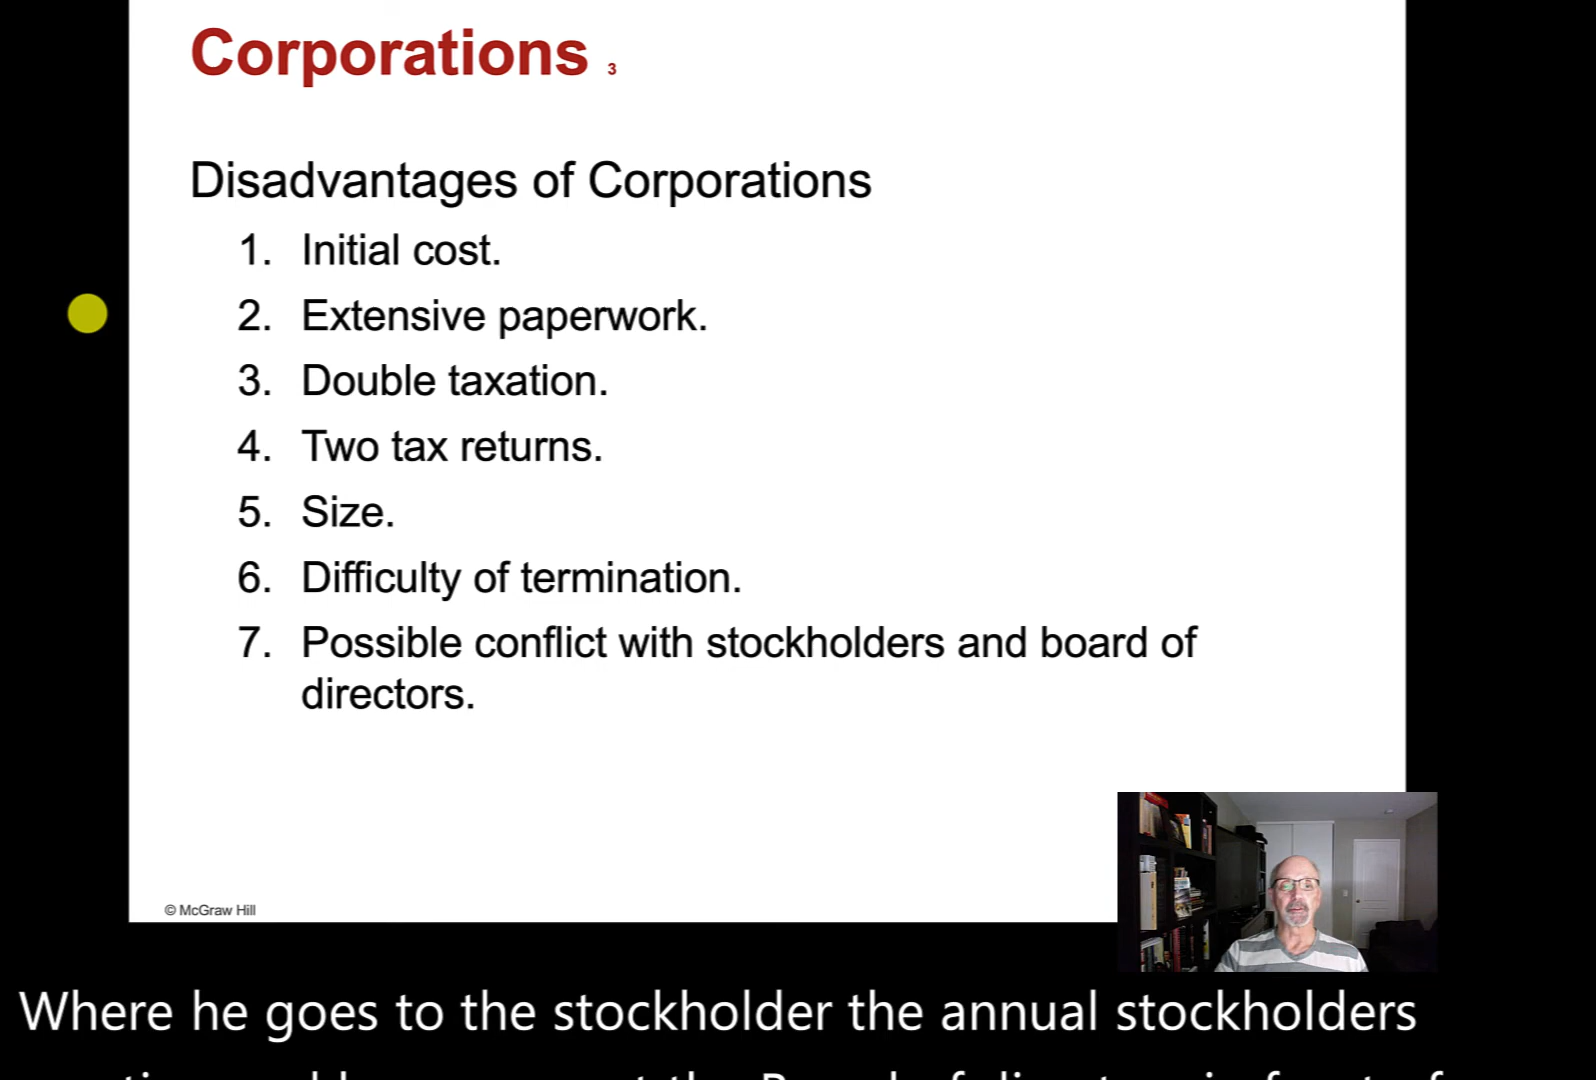 Corporations 3
Disadvantages of Corporations
1. Initial cost.
2. Extensive paperwork.
3. Double taxation.
4. Two tax returns.
5. Size.
6. Difficulty of termination.
7. Possible conflict with stockholders and board of
directors.
© McGraw Hill
Where he goes to the stockholder the annual stockholders